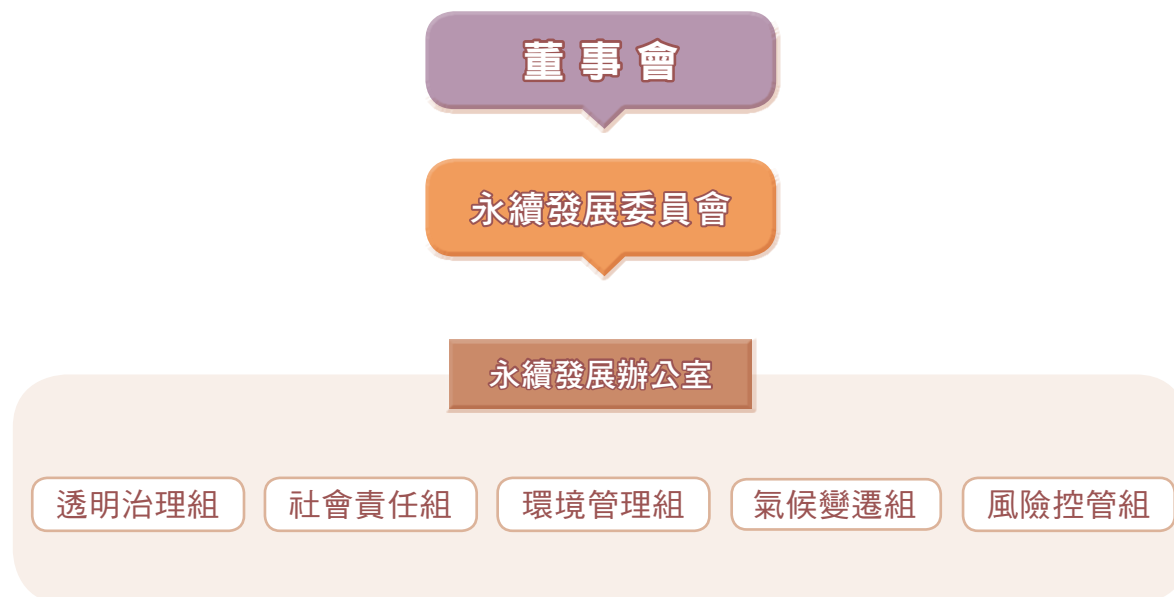 董事會
永續發展委員會
永續發展辦公室
透明治理組
社會責任組
環境管理組
氣候變遷組
風險控管組